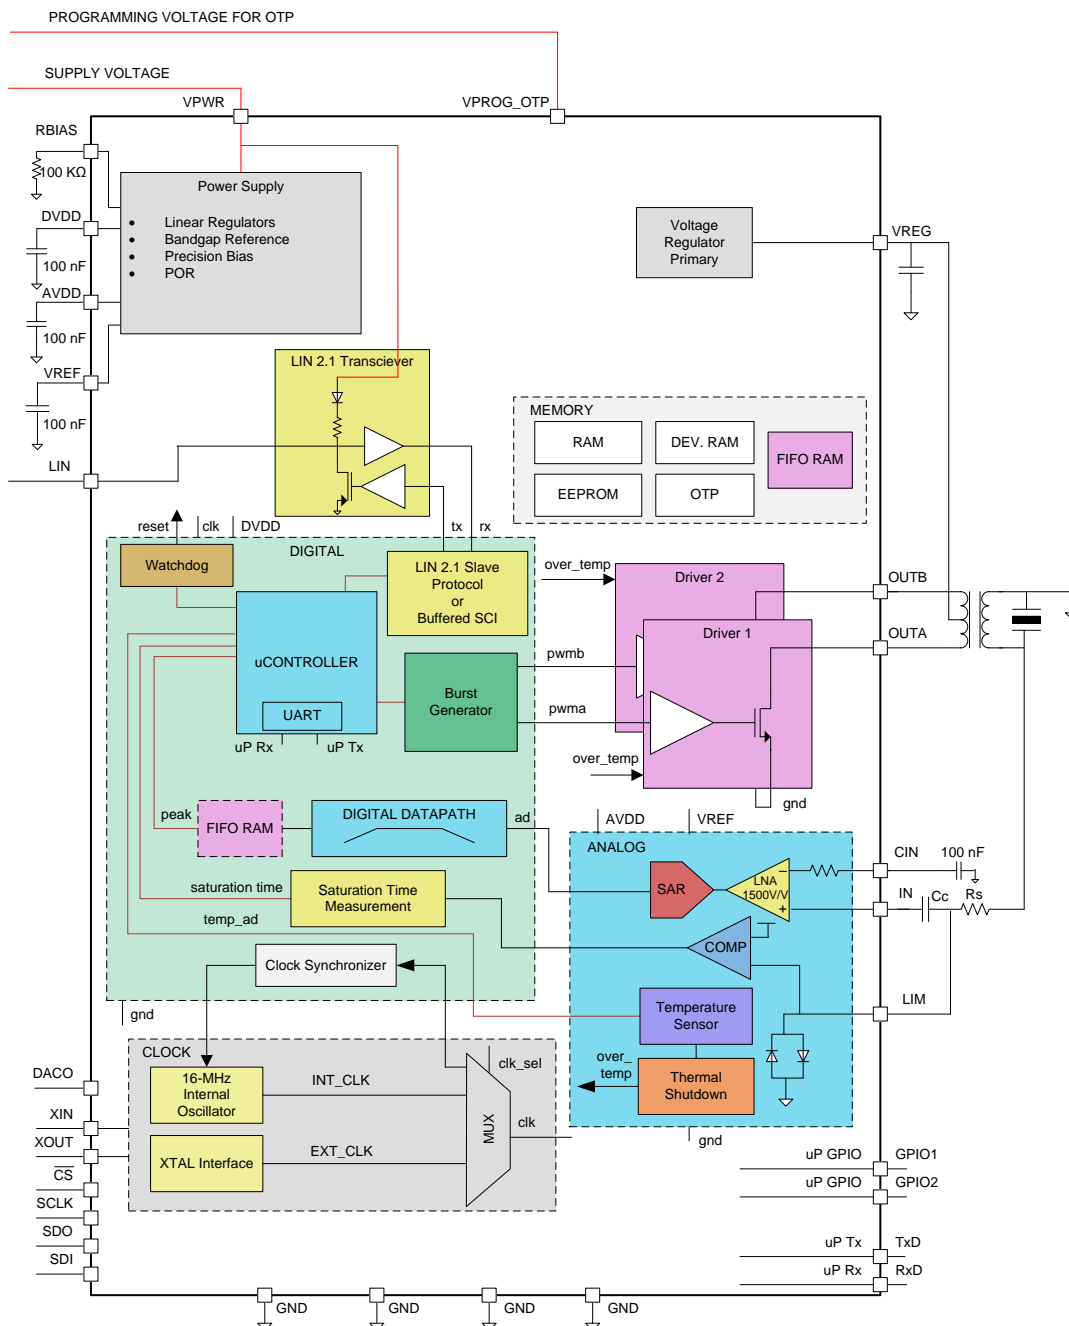 PROGRAMMING VOLTAGE FOR OTP
SUPPLY VOLTAGE
VPWR
VPROG_OTP
RBIAS
100 KΩ
Power Supply
• Linear Regulators
• Bandgap Reference
• Precision Bias
• POR
DVDD
100 nF
AVDD
100 nF
VREF
100 nF
LIN
Voltage
Regulator
Primary
VREG
LIN 2.1 Transciever
MEMORY
RAM
DEV. RAM
FIFO RAM
EEPROM
OTP
tx
rx
reset
clk
DVDD
DIGITAL
Watchdog
LIN 2.1 Slave
Protocol
or
Buffered SCI
uCONTROLLER
UART
uP Rx
uP Tx
Burst
Generator
pwmb
pwma
over_temp
Driver 2
Driver 1
over_temp
gnd
OUTB
OUTA
peak
FIFO RAM
DIGITAL DATAPATH
ad
saturation time
Saturation Time
Measurement
temp_ad
Clock Synchronizer
gnd
AVDD
VREF
ANALOG
SAR
LNA
1500V/V
−
+
COMP
Temperature
Sensor
over_
temp
Thermal
Shutdown
gnd
CIN
100 nF
IN
Cc
Rs
LIM
CLOCK
16-MHz
Internal
Oscillator
INT_CLK
clk_sel
MUX
clk
XTAL Interface
EXT_CLK
DACO
XIN
XOUT
CS
SCLK
SDO
SDI
uP GPIO
GPIO1
uP GPIO
GPIO2
uP Tx
TxD
uP Rx
RxD
GND
GND
GND
GND